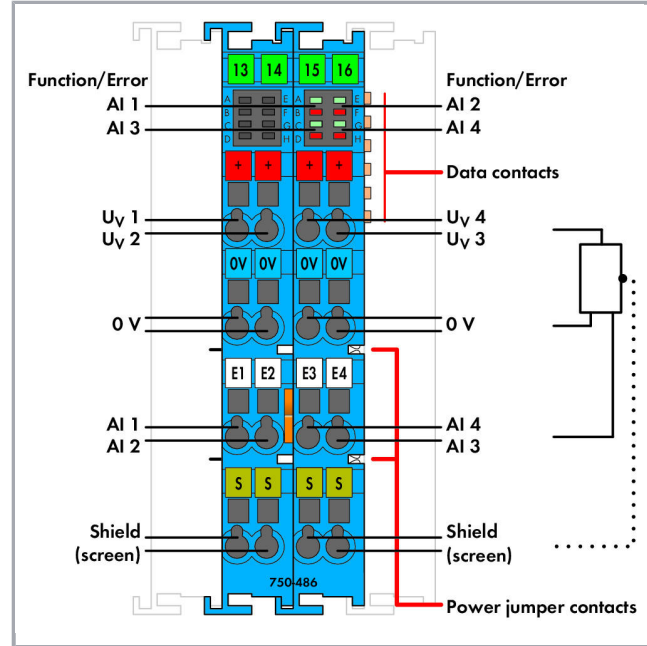 13 14 15 16
Function/Error
AI 1
AI 3
A
B
C
D
E
F
G
H
A
B
C
D
E
F
G
H
Function/Error
AI 2
AI 4
+ + + +
Data contacts
UV 1
UV 2
UV 4
UV 3
0V 0V 0V 0V
0 V
0 V
E1 E2 E3 E4
AI 1
AI 2
AI 4
AI 3
S S S S
Shield
(screen)
Shield
(screen)
750-486
Power jumper contacts